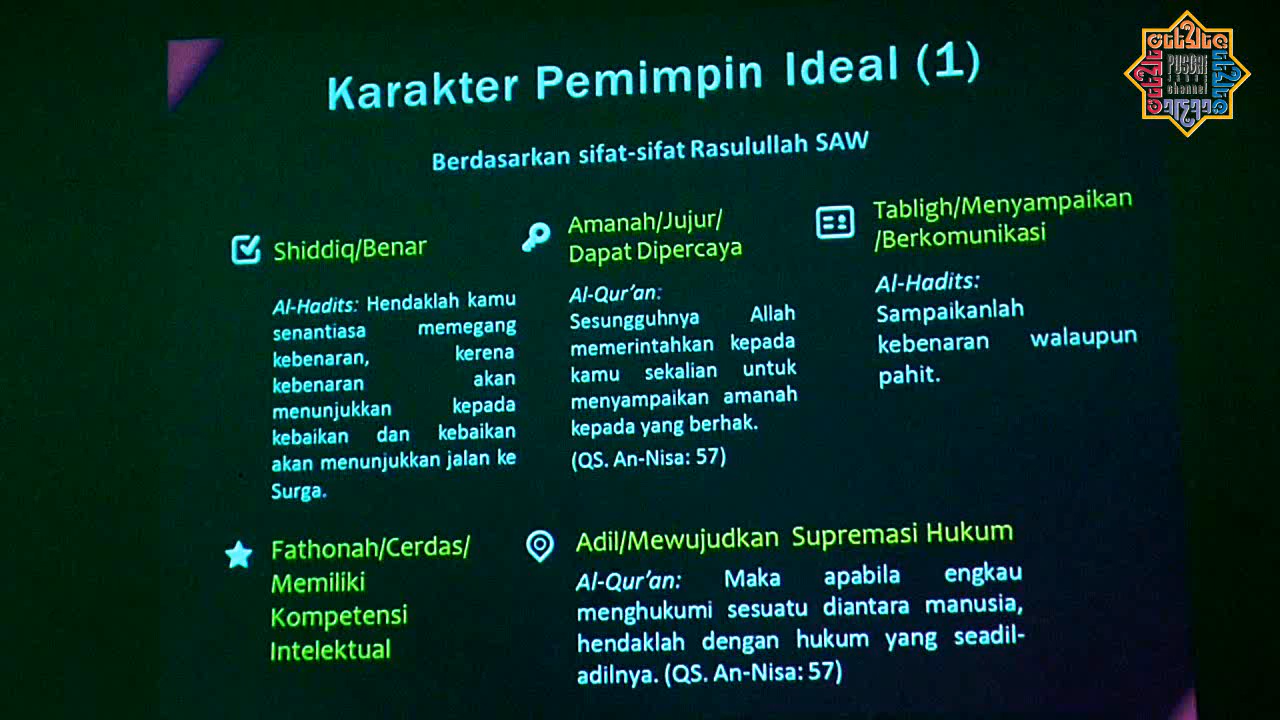 Karakter Pemimpin Ideal (1)
Berdasarkan sifat-sifat Rasulullah SAW
Shiddiq/Benar
Al-Hadits: Hendaklah kamu
senantiasa memegang
kebenaran, kerena
kebenaran akan
menunjukkan kepada
kebaikan dan kebaikan
akan menunjukkan jalan ke
Surga.
Amanah/Jujur/
Dapat Dipercaya
Al-Qur'an:
Sesungguhnya Allah
memerintahkan kepada
kamu sekalian untuk
menyampaikan amanah
kepada yang berhak.
(QS. An-Nisa: 57)
Tabligh/Menyampaikan
/Berkomunikasi
Al-Hadits:
Sampaikanlah
kebenaran walaupun
pahit.
Fathonah/Cerdas/
Memiliki
Kompetensi
Intelektual
Adil/Mewujudkan Supremasi Hukum
Al-Qur'an: Maka apabila engkau
menghukumi sesuatu diantara manusia,
hendaklah dengan hukum yang seadil-
adilnya. (QS. An-Nisa: 57)
PUSDAI
channel